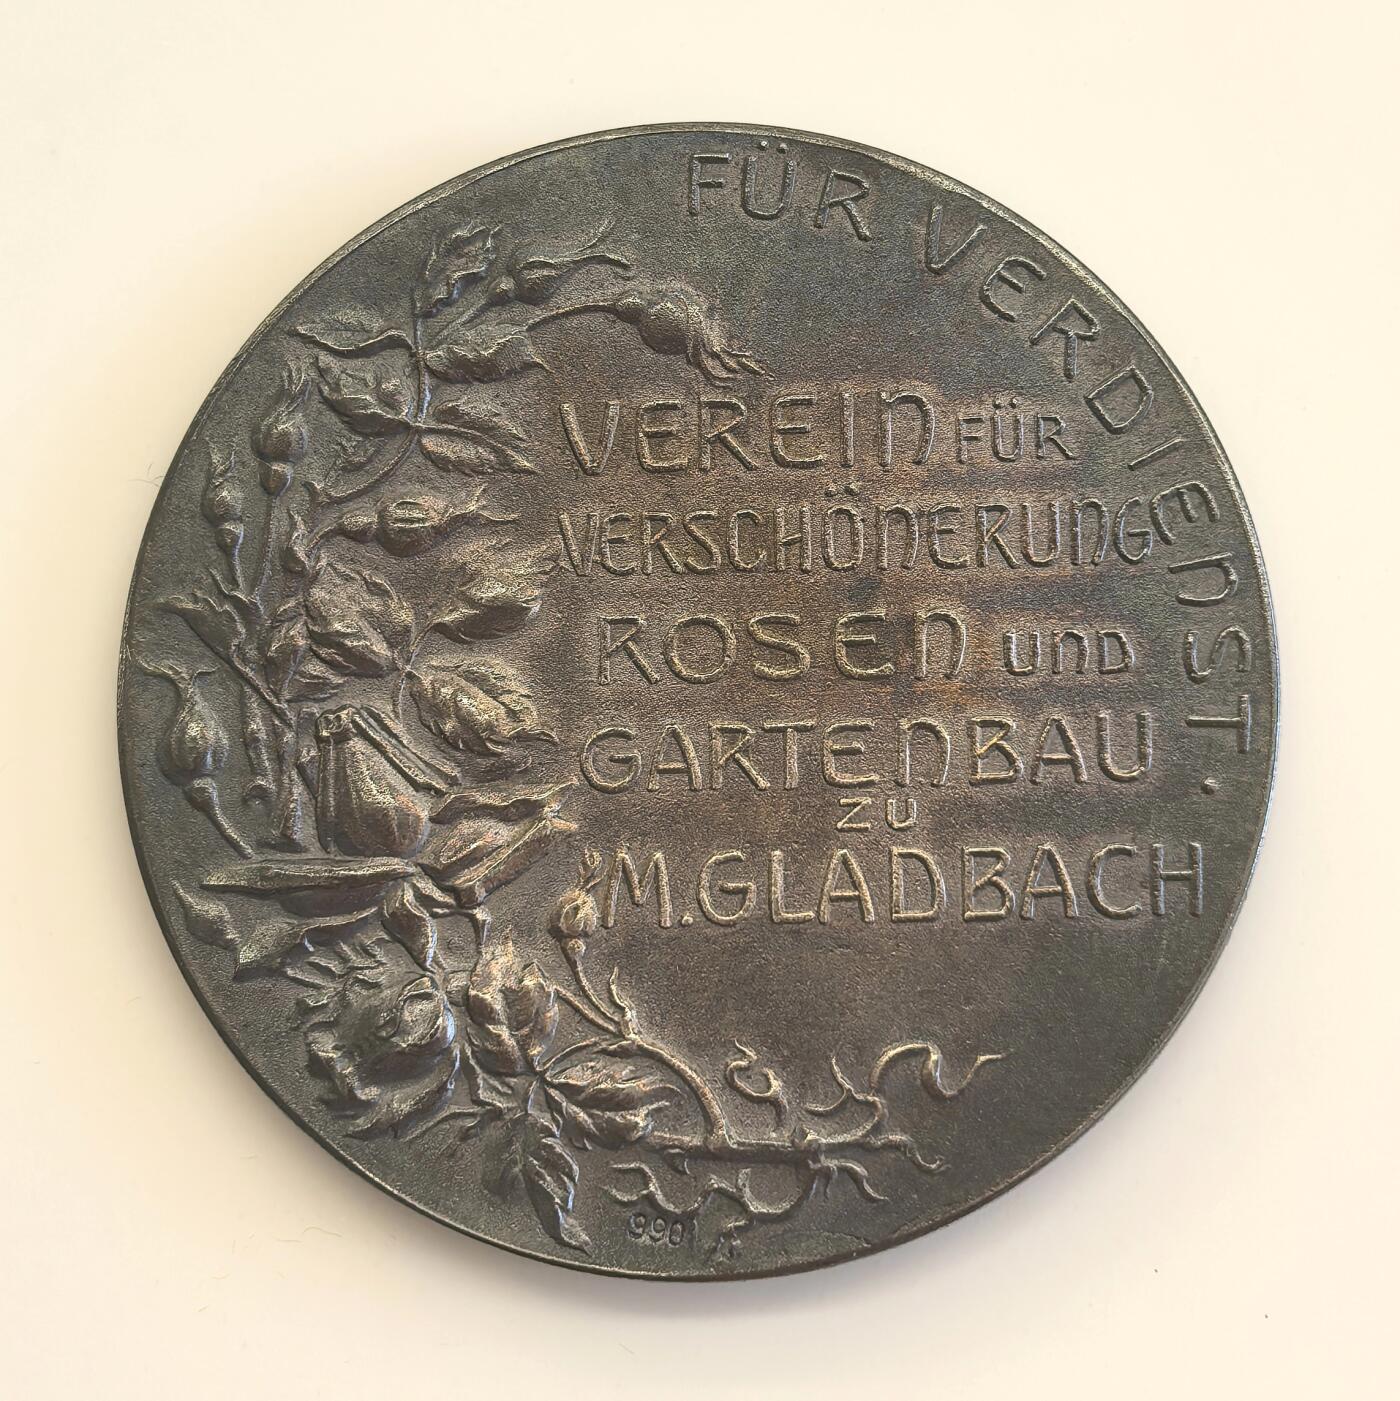 FÜR VERDIENST.
VEREIN FÜR
VERSCHÖNERUNG
ROSEN UND
GARTENBAU
ZU
M.GLADBACH
990